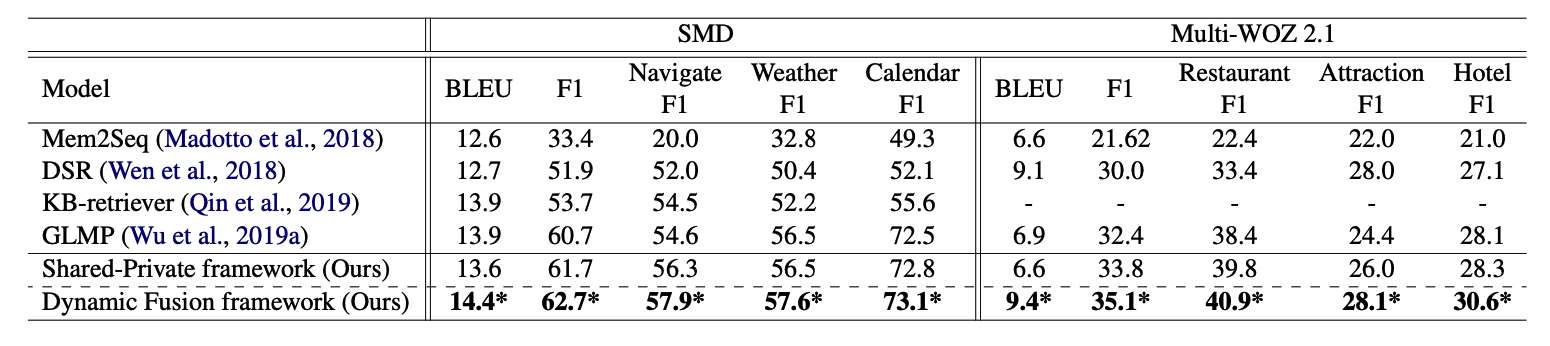 SMD Multi-WOZ 2.1
Model BLEU F1 Navigate F1 Weather F1 Calendar F1 BLEU F1 Restaurant F1 Attraction F1 Hotel F1
Mem2Seq (Madotto et al., 2018) 12.6 33.4 20.0 32.8 49.3 6.6 21.62 22.4 22.0 21.0
DSR (Wen et al., 2018) 12.7 51.9 52.0 50.4 52.1 9.1 30.0 33.4 28.0 27.1
KB-retriever (Qin et al., 2019) 13.9 53.7 54.5 52.2 55.6 - - - - -
GLMP (Wu et al., 2019a) 13.9 60.7 54.6 56.5 72.5 6.9 32.4 38.4 24.4 28.1
Shared-Private framework (Ours) 13.6 61.7 56.3 56.5 72.8 6.6 33.8 39.8 26.0 28.3
Dynamic Fusion framework (Ours) 14.4* 62.7* 57.9* 57.6* 73.1* 9.4* 35.1* 40.9* 28.1* 30.6*